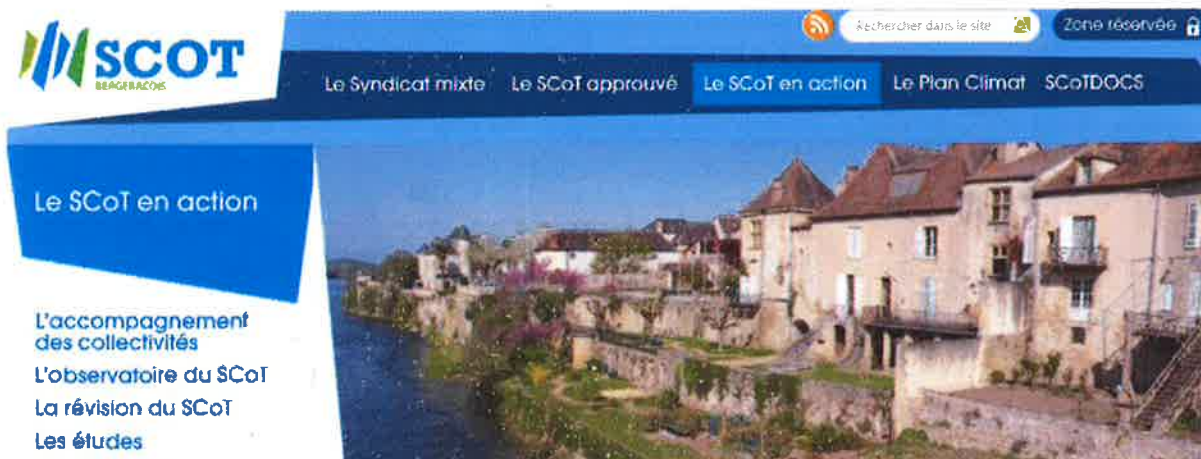 SCOT
BERGERACOIS
Rechercher dans le site
Zone réservée
Le Syndicat mixte Le SCoT approuvé Le SCoT en action Le Plan Climat SCoTDOCS
Le SCoT en action
L'accompagnement
des collectivités
L'observatoire du SCoT
La révision du SCoT
Les études